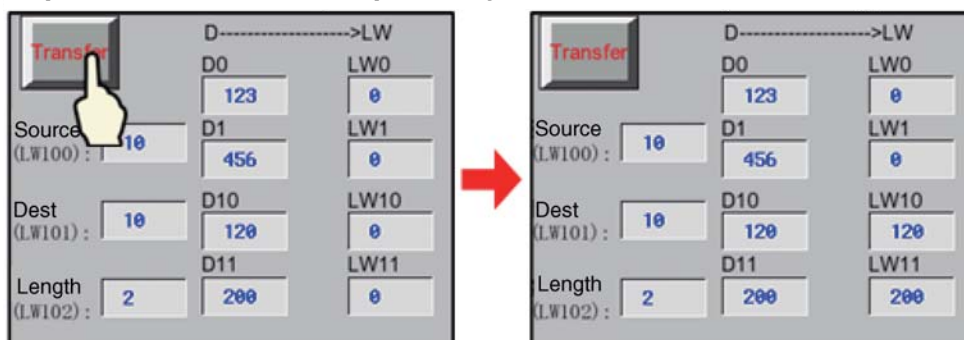 D------------------->LW
Transfer
D0 LW0
123 0
Source D1 LW1
(LW100) : 10 456 0
Dest D10 LW10
(LW101) : 10 120 0
Length D11 LW11
(LW102) : 2 200 0
D------------------->LW
Transfer
D0 LW0
123 0
Source D1 LW1
(LW100) : 10 456 0
Dest D10 LW10
(LW101) : 10 120 120
Length D11 LW11
(LW102) : 2 200 200